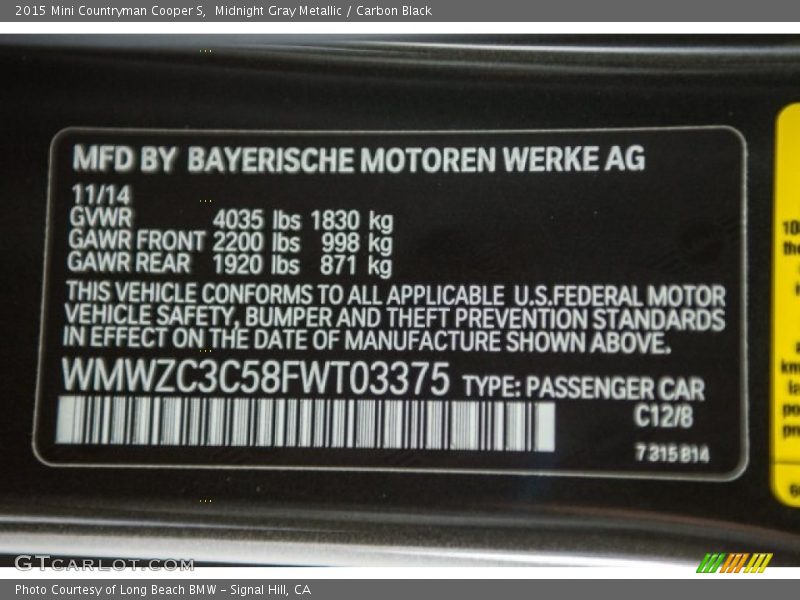 2015 Mini Countryman Cooper S,  Midnight Gray Metallic / Carbon Black
MFD BY BAYERISCHE MOTOREN WERKE AG
11/14
GVWR 4035 lbs 1830 kg
GAWR FRONT 2200 lbs 998 kg
GAWR REAR 1920 lbs 871 kg
THIS VEHICLE CONFORMS TO ALL APPLICABLE U.S.FEDERAL MOTOR
VEHICLE SAFETY, BUMPER AND THEFT PREVENTION STANDARDS
IN EFFECT ON THE DATE OF MANUFACTURE SHOWN ABOVE.
WMWZC3C58FWT03375 TYPE: PASSENGER CAR
C12/8
7 315 814
GTCARLOT.COM
Photo Courtesy of Long Beach BMW - Signal Hill, CA